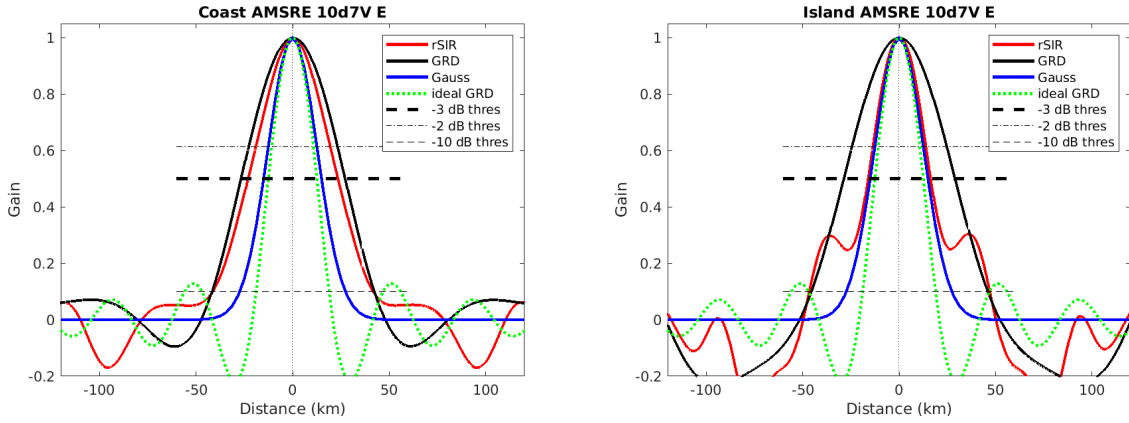 Coast AMSRE 10d7V E
1
0.8
0.6
0.4
0.2
0
-0.2
Gain
-100
-50
0
50
100
Distance (km)
rSIR
GRD
Gauss
ideal GRD
-3 dB thres
-2 dB thres
-10 dB thres
Island AMSRE 10d7V E
1
0.8
0.6
0.4
0.2
0
-0.2
Gain
-100
-50
0
50
100
Distance (km)
rSIR
GRD
Gauss
ideal GRD
-3 dB thres
-2 dB thres
-10 dB thres